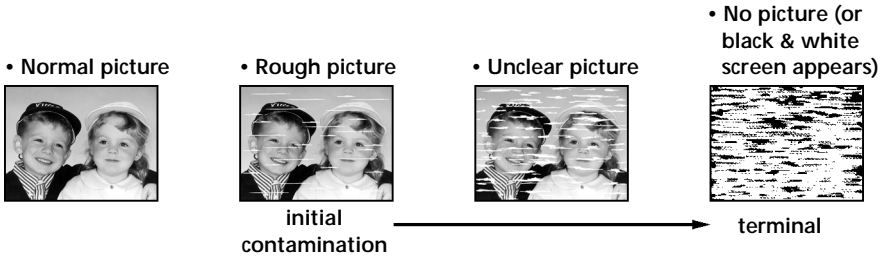 • No picture (or
black & white
screen appears)
• Normal picture
• Rough picture
• Unclear picture
initial
contamination
terminal